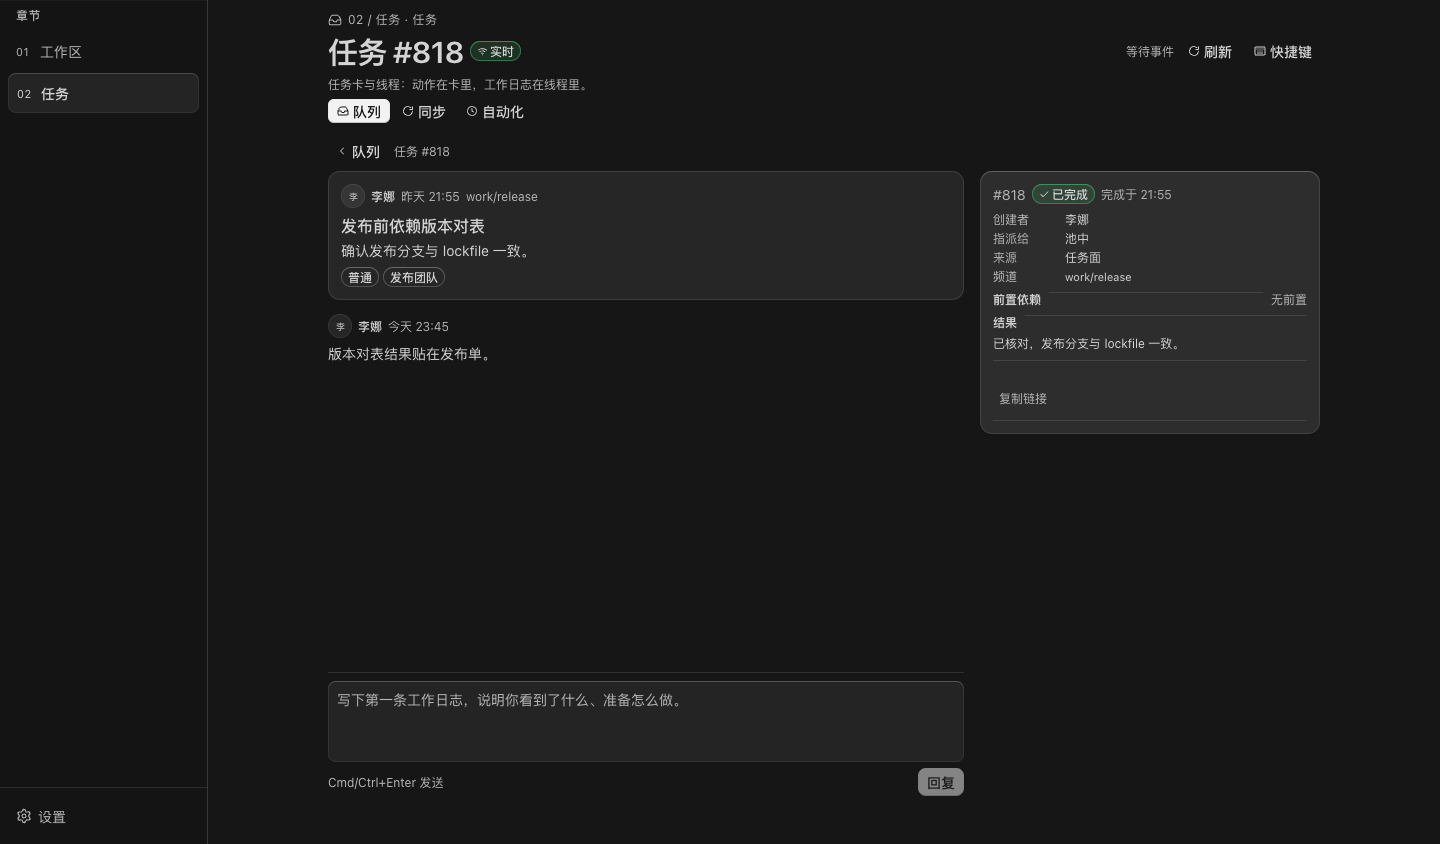 章节
01 工作区
02 任务
设置
02 / 任务 · 任务
任务 #818 实时
任务卡与线程：动作在卡里，工作日志在线程里。
等待事件 刷新 快捷键
队列 同步 自动化
队列 任务 #818
李 李娜 昨天 21:55 work/release
发布前依赖版本对表
确认发布分支与 lockfile 一致。
普通 发布团队
李 李娜 今天 23:45
版本对表结果贴在发布单。
写下第一条工作日志，说明你看到了什么、准备怎么做。
Cmd/Ctrl+Enter 发送
回复
#818 已完成 完成于 21:55
创建者 李娜
指派给 池中
来源 任务面
频道 work/release
前置依赖 无前置
结果
已核对，发布分支与 lockfile 一致。
复制链接